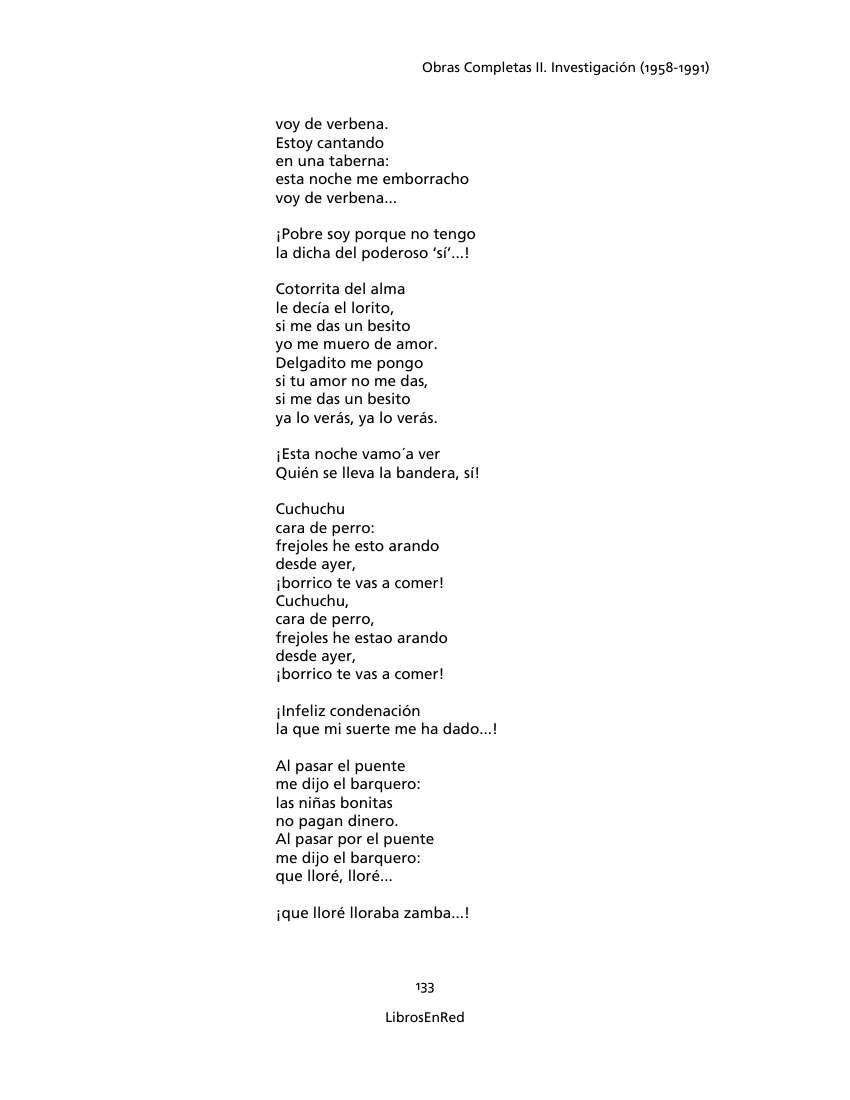 Obras Completas II. Investigación (1958-1991)
voy de verbena.
Estoy cantando
en una taberna:
esta noche me emborracho
voy de verbena...
¡Pobre soy porque no tengo
la dicha del poderoso ‘sí’...!
Cotorrita del alma
le decía el lorito,
si me das un besito
yo me muero de amor.
Delgadito me pongo
si tu amor no me das,
si me das un besito
ya lo verás, ya lo verás.
¡Esta noche vamo´a ver
Quién se lleva la bandera, sí!
Cuchuchu
cara de perro:
frejoles he esto arando
desde ayer,
¡borrico te vas a comer!
Cuchuchu,
cara de perro,
frejoles he estao arando
desde ayer,
¡borrico te vas a comer!
¡Infeliz condenación
la que mi suerte me ha dado...!
Al pasar el puente
me dijo el barquero:
las niñas bonitas
no pagan dinero.
Al pasar por el puente
me dijo el barquero:
que lloré, lloré...
¡que lloré lloraba zamba...!
133
LibrosEnRed